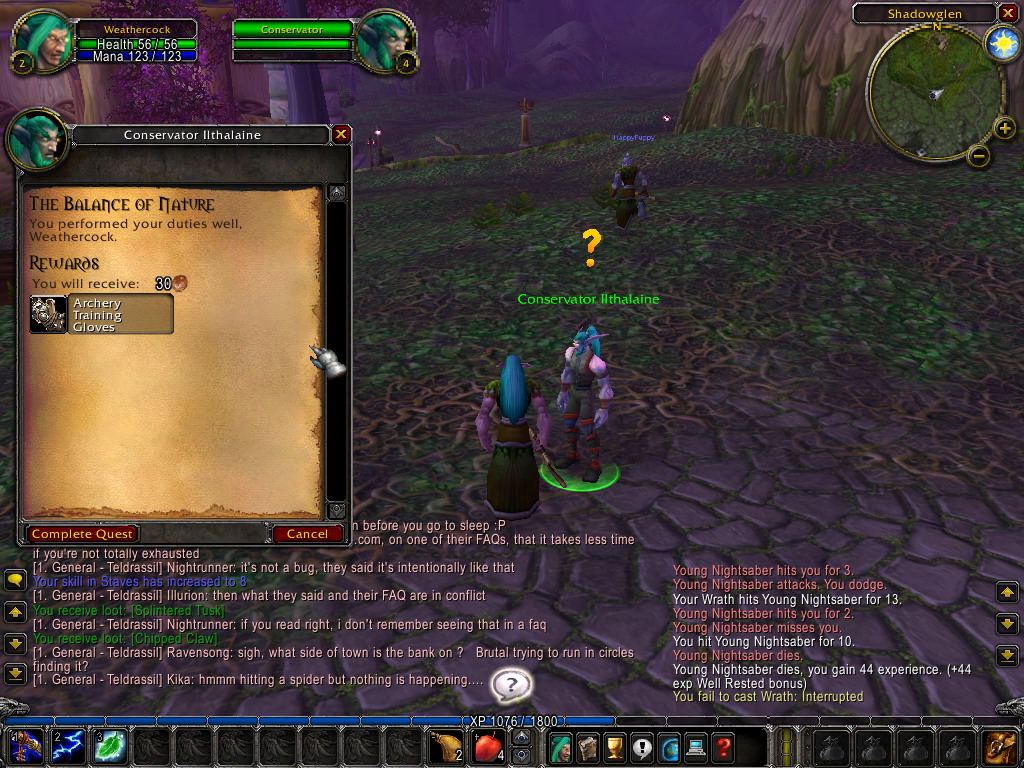 Weathercock
Health 56 / 56
Mana 123 / 123
2
Conservator
4
Shadowglen
N
Conservator Ilthalaine
The Balance of Nature
You performed your duties well,
Weathercock.
Rewards
You will receive: 30
Archery
Training
Gloves
Complete Quest
Cancel
HappyPuppy
?
Conservator Ilthalaine
n before you go to sleep :P
.com, on one of their FAQs, that it takes less time
if you're not totally exhausted
[1. General - Teldrassil] Nightrunner: it's not a bug, they said it's intentionally like that
Your skill in Staves has increased to 8
[1. General - Teldrassil] Illurion: then what they said and their FAQ are in conflict
You receive loot: [Splintered Tusk]
[1. General - Teldrassil] Nightrunner: if you read right, i don't remember seeing that in a faq
You receive loot: [Chipped Claw]
[1. General - Teldrassil] Ravensong: sigh, what side of town is the bank on ? Brutal trying to run in circles
finding it?
[1. General - Teldrassil] Kika: hmmm hitting a spider but nothing is happening....
Young Nightsaber hits you for 3.
Young Nightsaber attacks. You dodge.
Your Wrath hits Young Nightsaber for 13.
Young Nightsaber hits you for 2.
Young Nightsaber misses you.
You hit Young Nightsaber for 10.
Young Nightsaber dies.
Young Nightsaber dies, you gain 44 experience. (+44
exp Well Rested bonus)
You fail to cast Wrath: Interrupted
?
XP 1076 / 1800
1
2
3
2
4
!
?